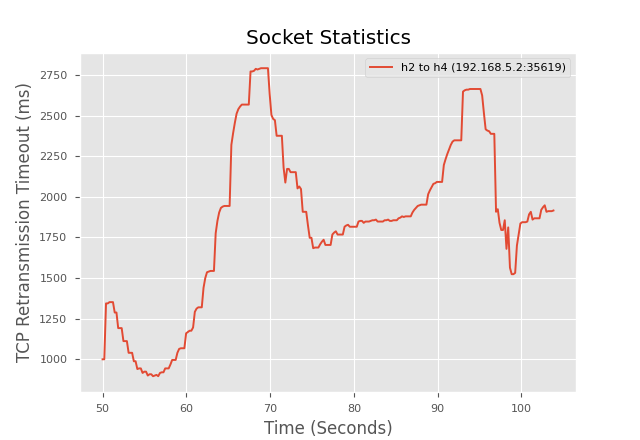 Socket Statistics
h2 to h4 (192.168.5.2:35619)
TCP Retransmission Timeout (ms)
2750
2500
2250
2000
1750
1500
1250
1000
50 60 70 80 90 100
Time (Seconds)